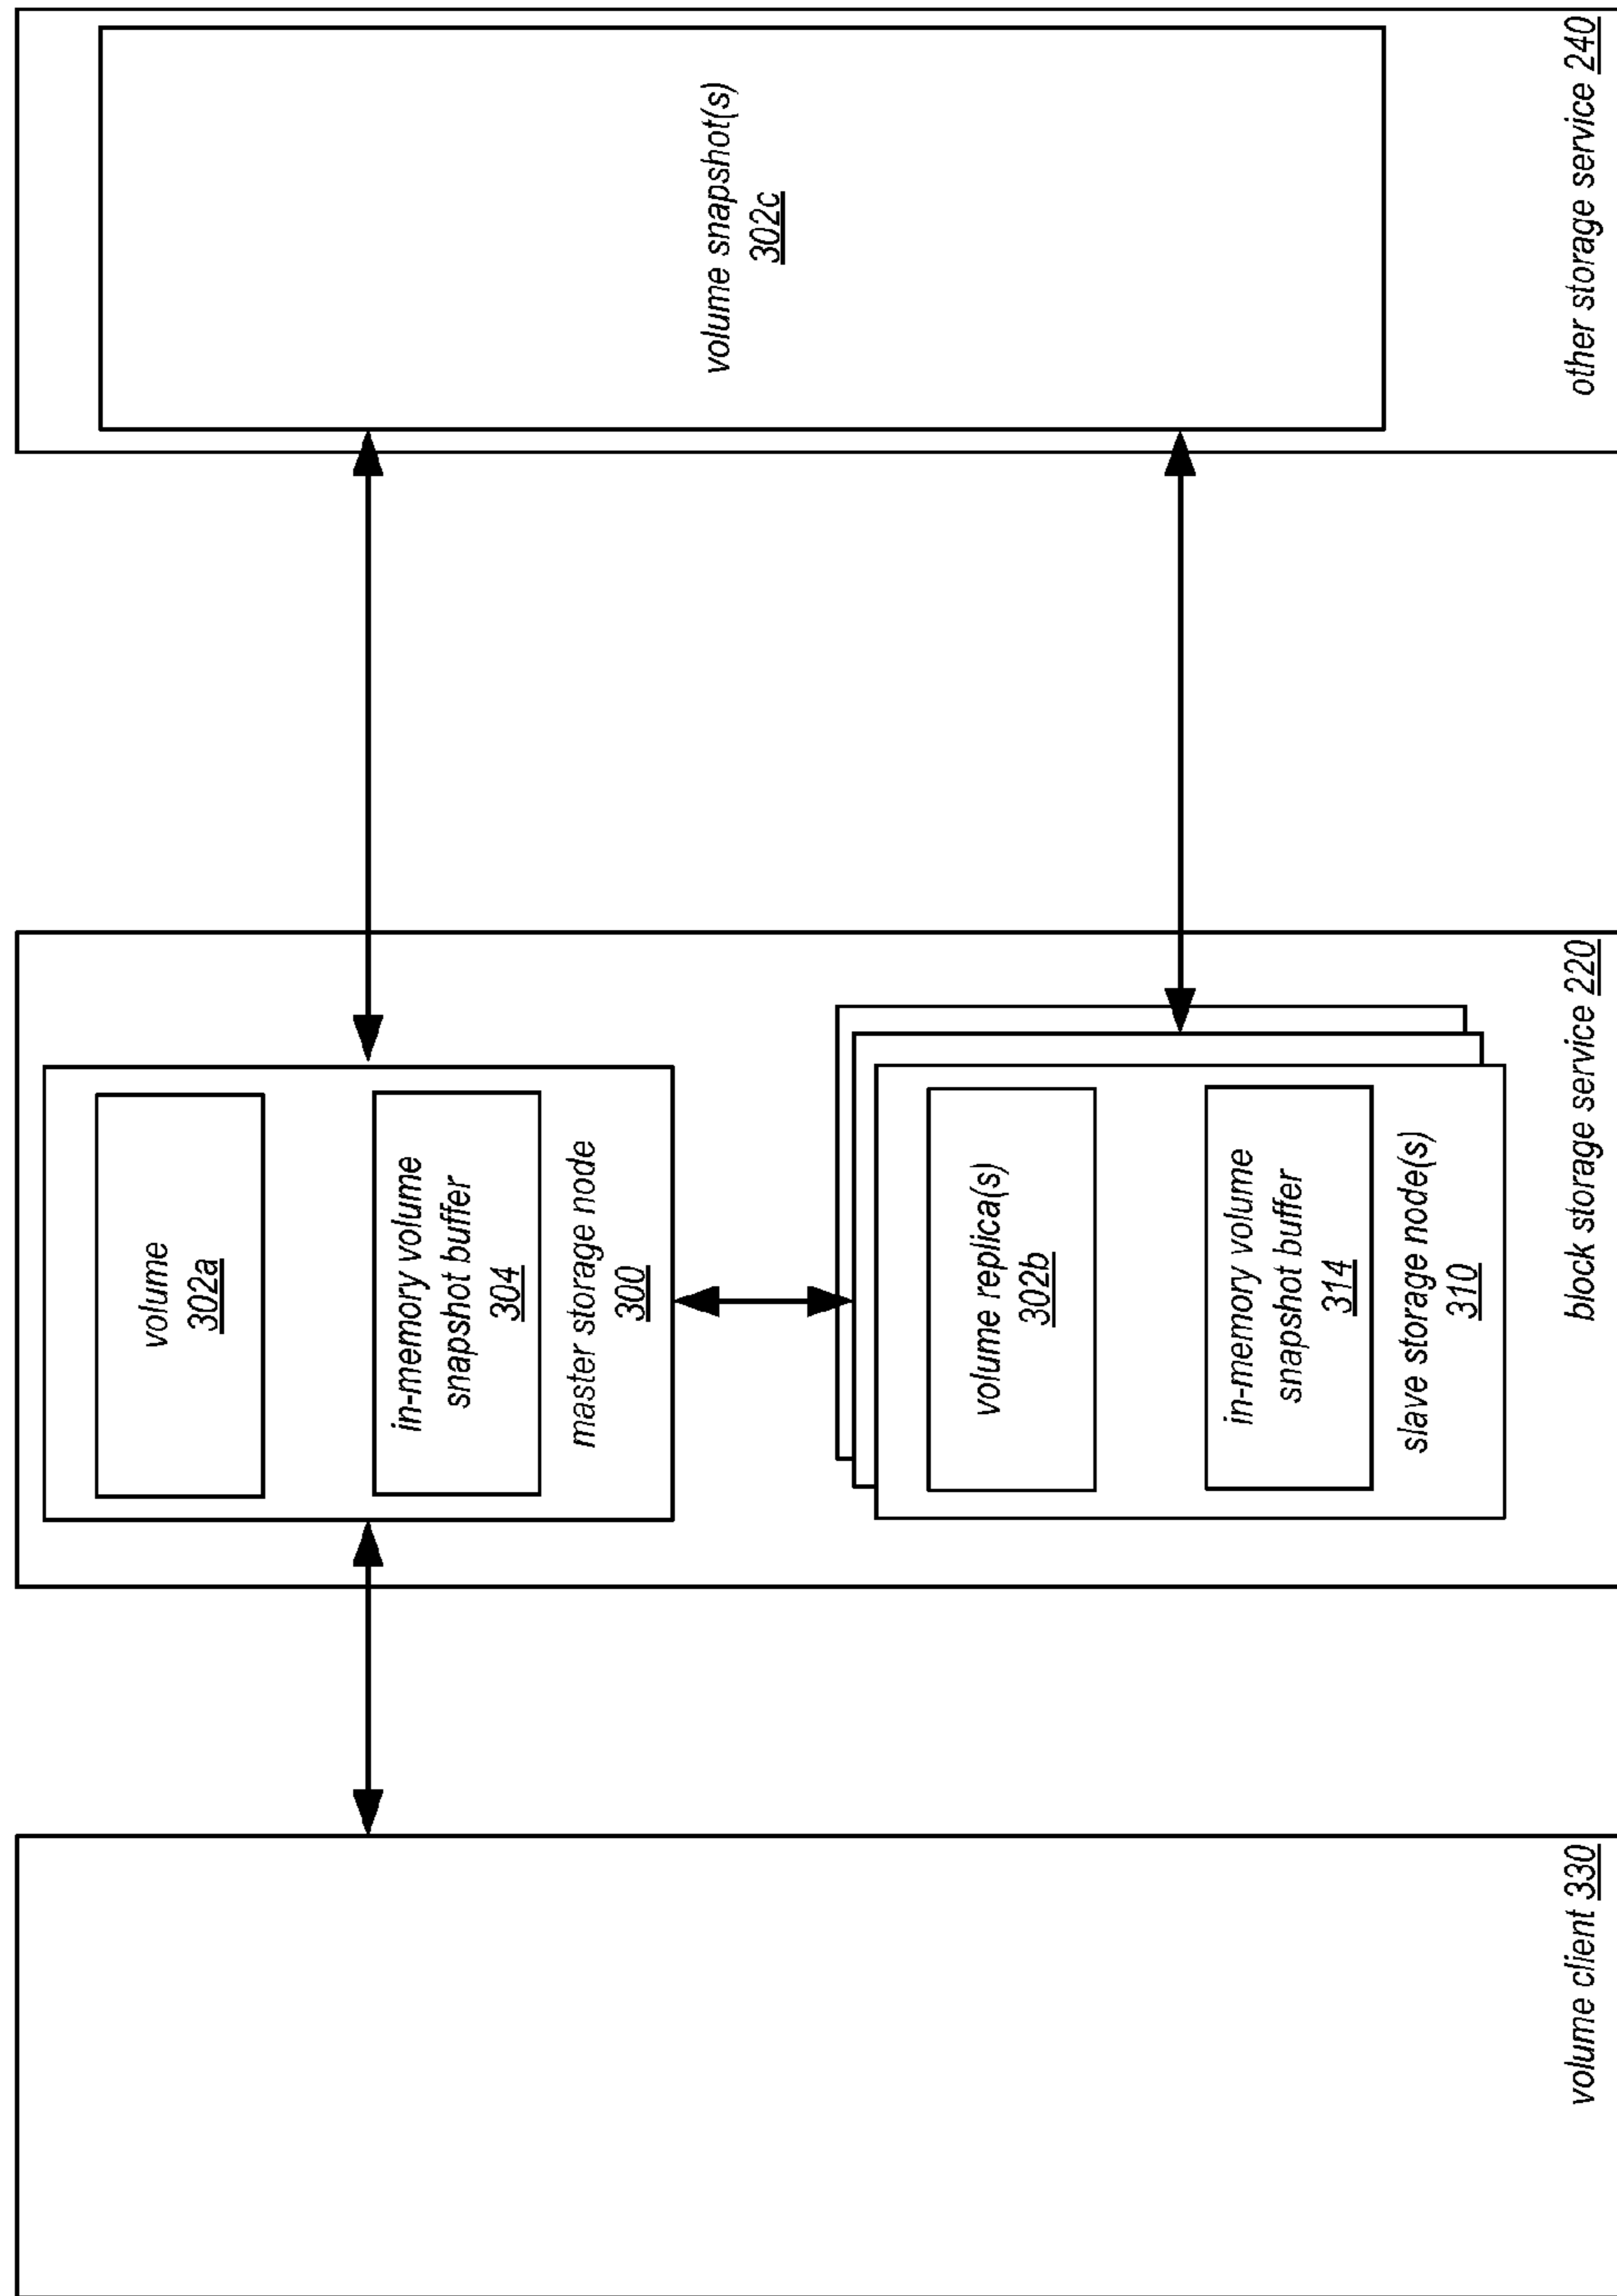 volume client 330
volume
302a
in-memory volume
snapshot buffer
304
master storage node
300
volume replica(s)
302b
in-memory volume
snapshot buffer
314
slave storage node(s)
310
block storage service 220
volume snapshot(s)
302c
other storage service 240